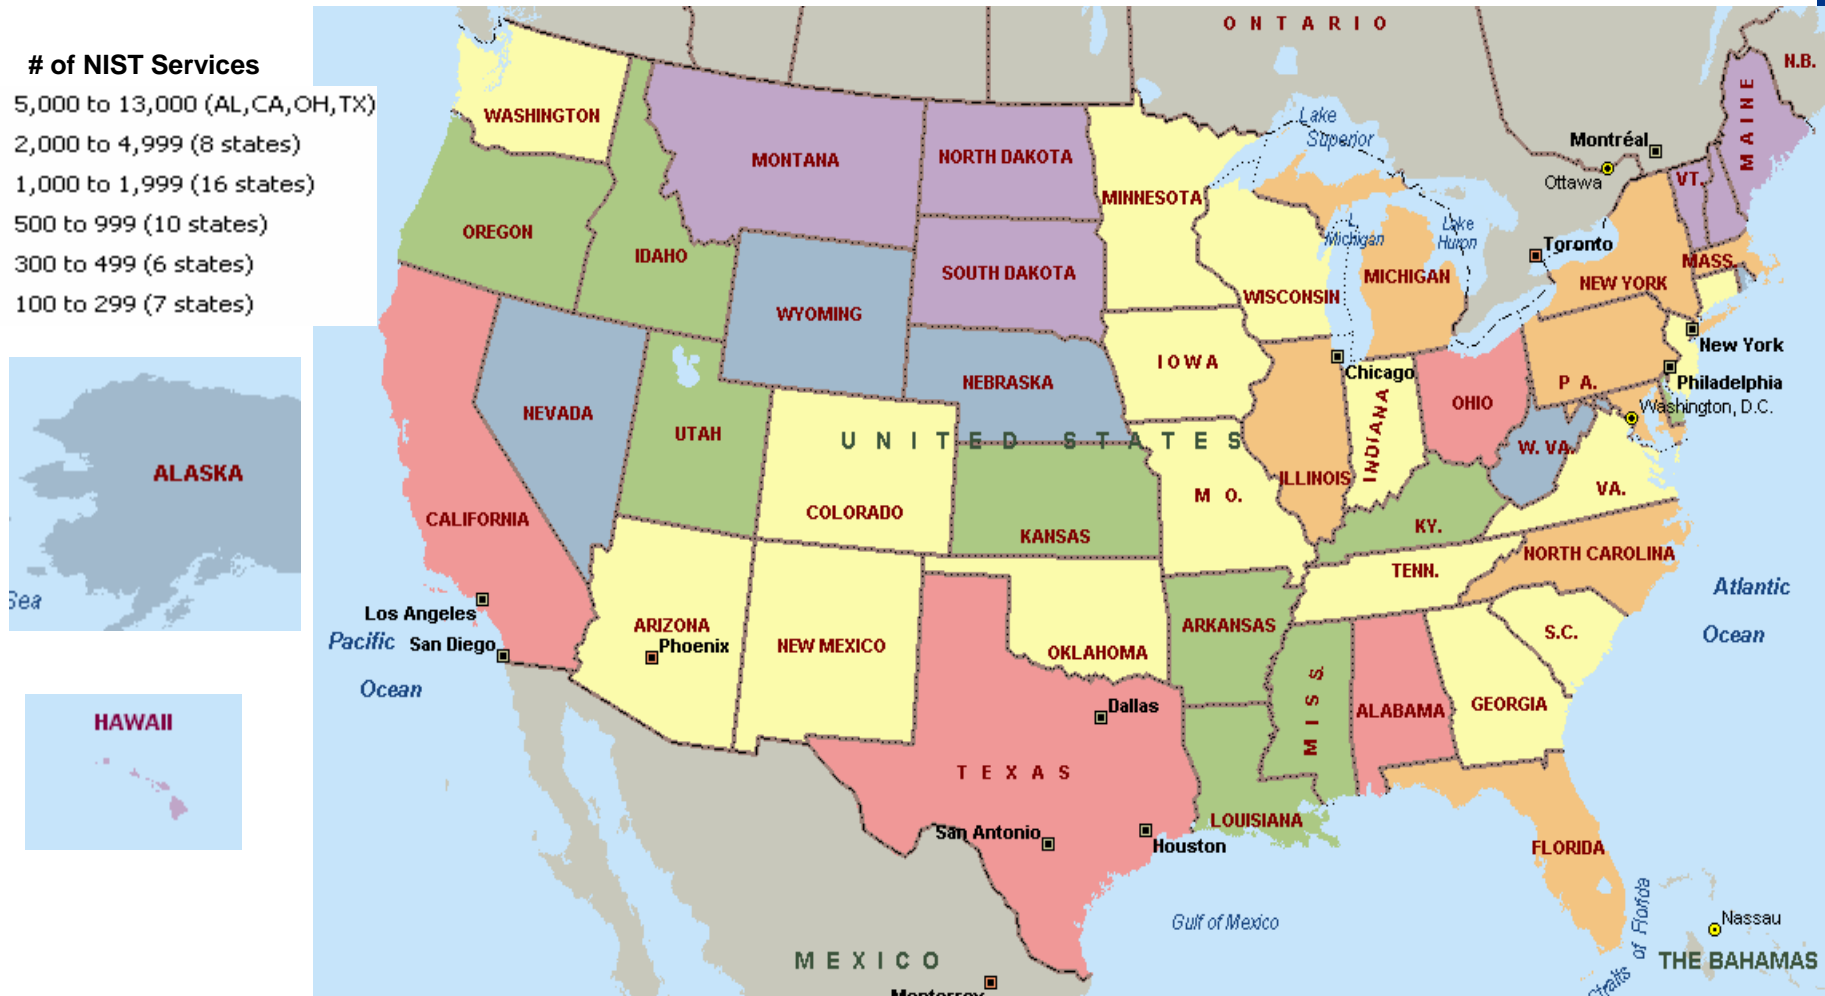 # of NIST Services
5,000 to 13,000 (AL,CA,OH,TX)
2,000 to 4,999 (8 states)
1,000 to 1,999 (16 states)
500 to 999 (10 states)
300 to 499 (6 states)
100 to 299 (7 states)
ALASKA
Sea
HAWAII
ONTARIO
N.B.
MAINE
WASHINGTON
MONTANA
NORTH DAKOTA
MINNESOTA
Lake
Superior
Montréal
Ottawa
VT.
OREGON
IDAHO
SOUTH DAKOTA
WISCONSIN
L.
Michigan
MICHIGAN
Lake
Huron
Toronto
NEW YORK
MASS.
WYOMING
NEBRASKA
IOWA
Chicago
New York
Philadelphia
Washington, D.C.
NEVADA
UTAH
UNITED STATES
COLORADO
KANSAS
M O.
ILLINOIS
INDIANA
OHIO
P A.
W. VA.
VA.
KY.
CALIFORNIA
NORTH CAROLINA
TENN.
Atlantic
Ocean
Los Angeles
San Diego
Pacific
Ocean
ARIZONA
Phoenix
NEW MEXICO
OKLAHOMA
ARKANSAS
MISS.
ALABAMA
GEORGIA
S.C.
Dallas
TEXAS
San Antonio
Houston
LOUISIANA
FLORIDA
Gulf of Mexico
Straits of Florida
Nassau
THE BAHAMAS
MEXICO
Monterrey